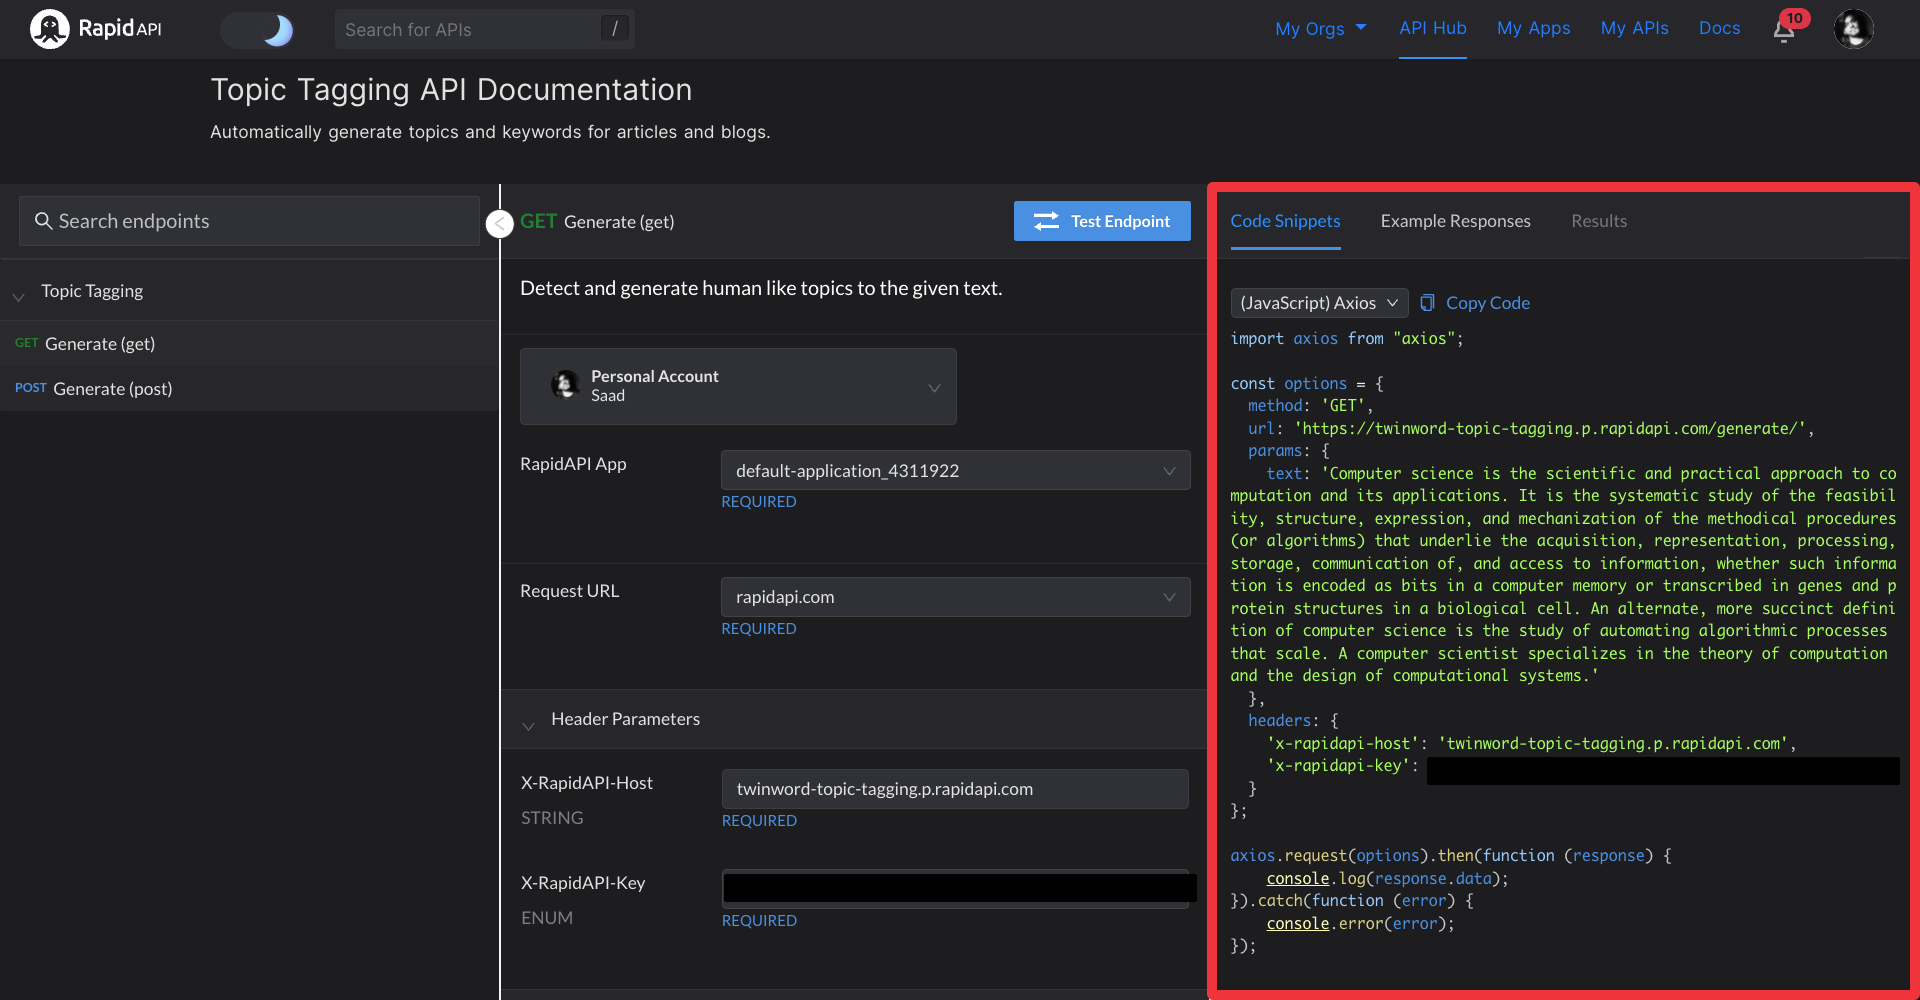 RapidAPI
Search for APIs /
My Orgs
API Hub
My Apps
My APIs
Docs
10
Topic Tagging API Documentation
Automatically generate topics and keywords for articles and blogs.
Search endpoints
Topic Tagging
GET Generate (get)
POST Generate (post)
GET Generate (get)
Test Endpoint
Detect and generate human like topics to the given text.
Personal Account
Saad
RapidAPI App
default-application_4311922
REQUIRED
Request URL
rapidapi.com
REQUIRED
Header Parameters
X-RapidAPI-Host
twinword-topic-tagging.p.rapidapi.com
STRING
REQUIRED
X-RapidAPI-Key
ENUM
REQUIRED
Code Snippets
Example Responses
Results
(JavaScript) Axios
Copy Code
import axios from "axios";
const options = {
method: 'GET',
url: 'https://twinword-topic-tagging.p.rapidapi.com/generate/',
params: {
text: 'Computer science is the scientific and practical approach to co
mputation and its applications. It is the systematic study of the feasibil
ity, structure, expression, and mechanization of the methodical procedures
(or algorithms) that underlie the acquisition, representation, processing,
storage, communication of, and access to information, whether such informa
tion is encoded as bits in a computer memory or transcribed in genes and p
rotein structures in a biological cell. An alternate, more succinct defini
tion of computer science is the study of automating algorithmic processes
that scale. A computer scientist specializes in the theory of computation
and the design of computational systems.'
},
headers: {
'x-rapidapi-host': 'twinword-topic-tagging.p.rapidapi.com',
'x-rapidapi-key':
}
};
axios.request(options).then(function (response) {
console.log(response.data);
}).catch(function (error) {
console.error(error);
});